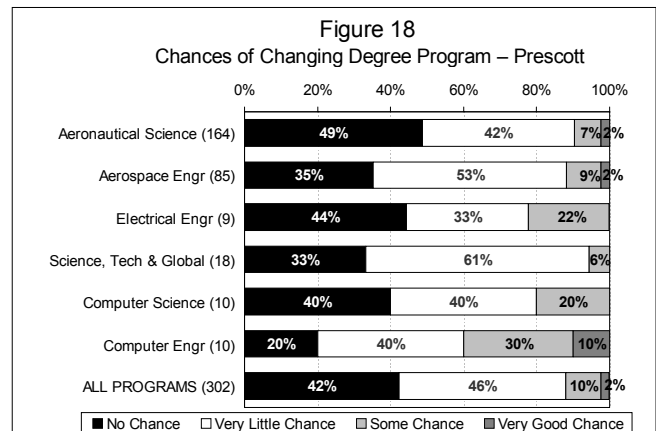 Figure 18
Chances of Changing Degree Program – Prescott
0% 20% 40% 60% 80% 100%
Aeronautical Science (164) 49% 42% 7% 2%
Aerospace Engr (85) 35% 53% 9% 2%
Electrical Engr (9) 44% 33% 22%
Science, Tech & Global (18) 33% 61% 6%
Computer Science (10) 40% 40% 20%
Computer Engr (10) 20% 40% 30% 10%
ALL PROGRAMS (302) 42% 46% 10% 2%
No Chance Very Little Chance Some Chance Very Good Chance